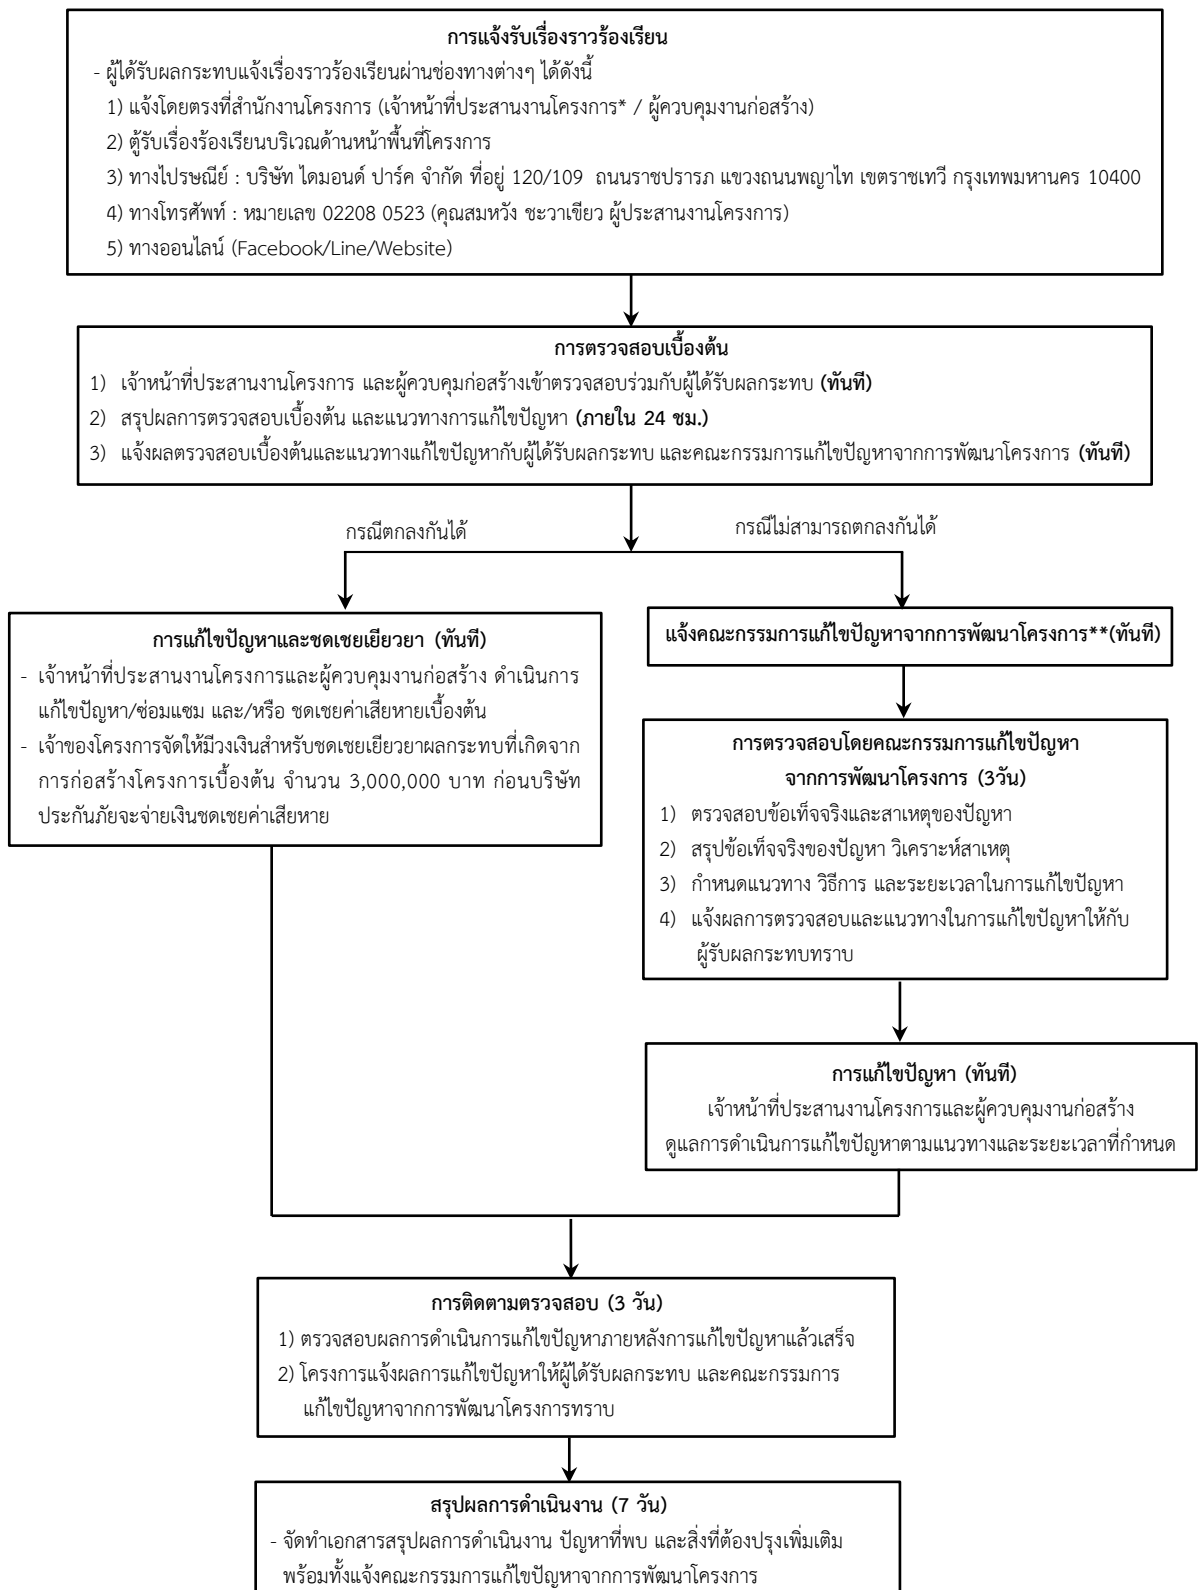 การแจ้งรับเรื่องราวร้องเรียน
- ผู้ได้รับผลกระทบแจ้งเรื่องราวร้องเรียนผ่านช่องทางต่างๆ ได้ดังนี้
1) แจ้งโดยตรงที่สำนักงานโครงการ (เจ้าหน้าที่ประสานงานโครงการ* / ผู้ควบคุมงานก่อสร้าง)
2) ตู้รับเรื่องร้องเรียนบริเวณด้านหน้าพื้นที่โครงการ
3) ทางไปรษณีย์ : บริษัท ไดมอนด์ ปาร์ค จำกัด ที่อยู่ 120/109 ถนนราชปรารภ แขวงถนนพญาไท เขตราชเทวี กรุงเทพมหานคร 10400
4) ทางโทรศัพท์ : หมายเลข 02208 0523 (คุณสมหวัง ชะวาเขียว ผู้ประสานงานโครงการ)
5) ทางออนไลน์ (Facebook/Line/Website)
การตรวจสอบเบื้องต้น
1) เจ้าหน้าที่ประสานงานโครงการ และผู้ควบคุมก่อสร้างเข้าตรวจสอบร่วมกับผู้ได้รับผลกระทบ (ทันที)
2) สรุปผลการตรวจสอบเบื้องต้น และแนวทางการแก้ไขปัญหา (ภายใน 24 ชม.)
3) แจ้งผลตรวจสอบเบื้องต้นและแนวทางแก้ไขปัญหากับผู้ได้รับผลกระทบ และคณะกรรมการแก้ไขปัญหาจากการพัฒนาโครงการ (ทันที)
กรณีตกลงกันได้
กรณีไม่สามารถตกลงกันได้
การแก้ไขปัญหาและชดเชยเยียวยา (ทันที)
- เจ้าหน้าที่ประสานงานโครงการและผู้ควบคุมงานก่อสร้าง ดำเนินการ
แก้ไขปัญหา/ซ่อมแซม และ/หรือ ชดเชยค่าเสียหายเบื้องต้น
- เจ้าของโครงการจัดให้มีวงเงินสำหรับชดเชยเยียวยาผลกระทบที่เกิดจาก
การก่อสร้างโครงการเบื้องต้น จำนวน 3,000,000 บาท ก่อนบริษัท
ประกันภัยจะจ่ายเงินชดเชยค่าเสียหาย
แจ้งคณะกรรมการแก้ไขปัญหาจากการพัฒนาโครงการ**(ทันที)
การตรวจสอบโดยคณะกรรมการแก้ไขปัญหา
จากการพัฒนาโครงการ (3วัน)
1) ตรวจสอบข้อเท็จจริงและสาเหตุของปัญหา
2) สรุปข้อเท็จจริงของปัญหา วิเคราะห์สาเหตุ
3) กำหนดแนวทาง วิธีการ และระยะเวลาในการแก้ไขปัญหา
4) แจ้งผลการตรวจสอบและแนวทางในการแก้ไขปัญหาให้กับ
ผู้รับผลกระทบทราบ
การแก้ไขปัญหา (ทันที)
เจ้าหน้าที่ประสานงานโครงการและผู้ควบคุมงานก่อสร้าง
ดูแลการดำเนินการแก้ไขปัญหาตามแนวทางและระยะเวลาที่กำหนด
การติดตามตรวจสอบ (3 วัน)
1) ตรวจสอบผลการดำเนินการแก้ไขปัญหาภายหลังการแก้ไขปัญหาแล้วเสร็จ
2) โครงการแจ้งผลการแก้ไขปัญหาให้ผู้ได้รับผลกระทบ และคณะกรรมการ
แก้ไขปัญหาจากการพัฒนาโครงการทราบ
สรุปผลการดำเนินงาน (7 วัน)
- จัดทำเอกสารสรุปผลการดำเนินงาน ปัญหาที่พบ และสิ่งที่ต้องปรุงเพิ่มเติม
พร้อมทั้งแจ้งคณะกรรมการแก้ไขปัญหาจากการพัฒนาโครงการ